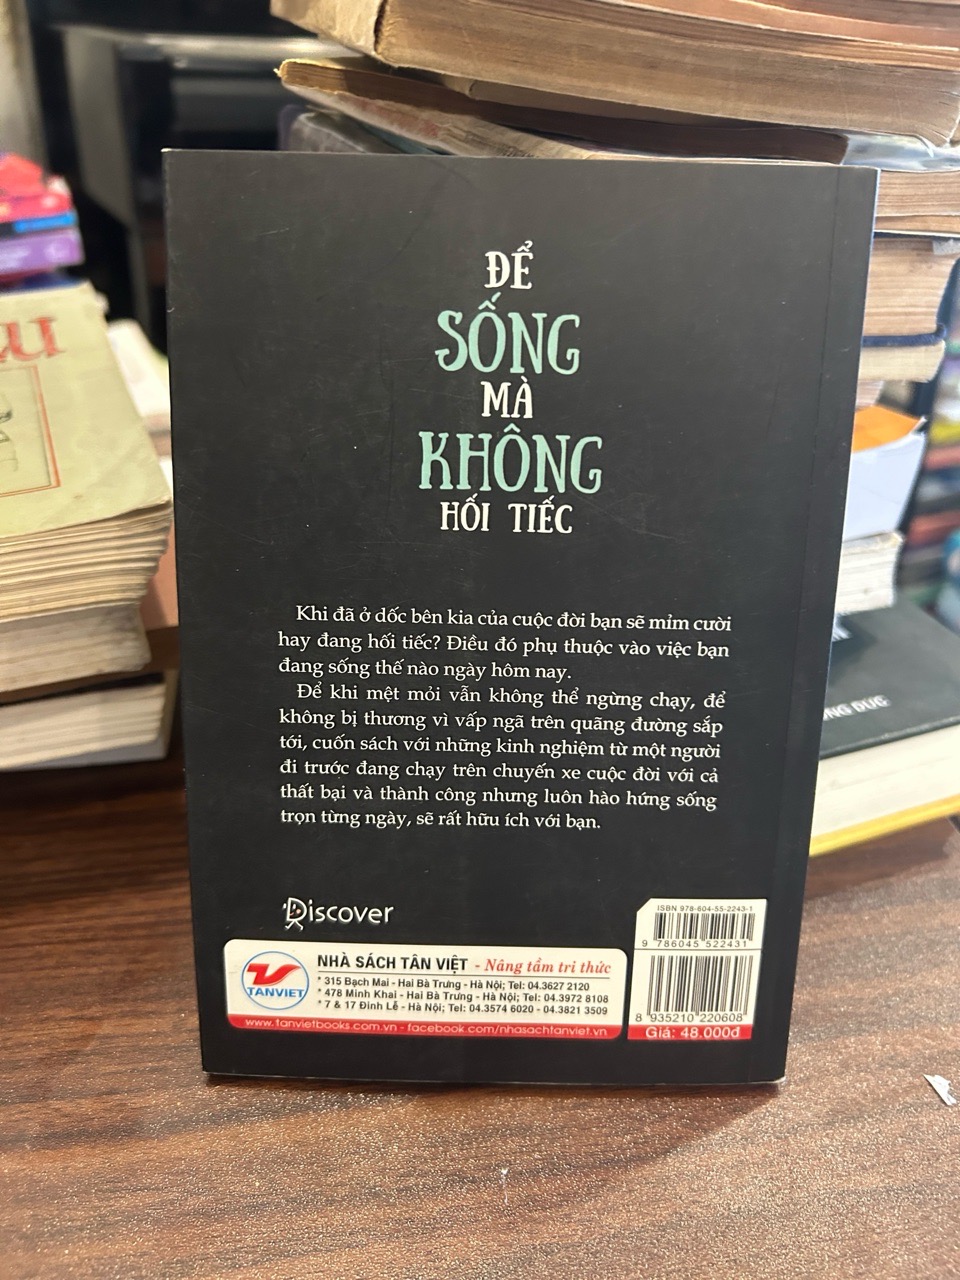 ĐỂ
SỐNG
MÀ
KHÔNG
HỐI TIẾC
Khi đã ở dốc bên kia của cuộc đời bạn sẽ mỉm cười
hay đang hối tiếc? Điều đó phụ thuộc vào việc bạn
đang sống thế nào ngày hôm nay.
Để khi mệt mỏi vẫn không thể ngừng chạy, để
không bị thương vì vấp ngã trên quãng đường sắp
tới, cuốn sách với những kinh nghiệm từ một người
đi trước đang chạy trên chuyến xe cuộc đời với cả
thất bại và thành công nhưng luôn hào hứng sống
trọn từng ngày, sẽ rất hữu ích với bạn.
Discover
TANVIET
NHÀ SÁCH TÂN VIỆT - Nâng tầm tri thức
* 315 Bạch Mai - Hai Bà Trưng - Hà Nội; Tel: 04.3627 2120
* 478 Minh Khai - Hai Bà Trưng - Hà Nội; Tel: 04.3972 8108
* 7 & 17 Đinh Lễ - Hà Nội; Tel: 04.3574 6020 - 04.3821 3509
www.tanvietbooks.com.vn - facebook.com/nhasachtanviet.vn
ISBN 978-604-55-2243-1
9 786045 522431
8 935210 220608
Giá: 48.000đ